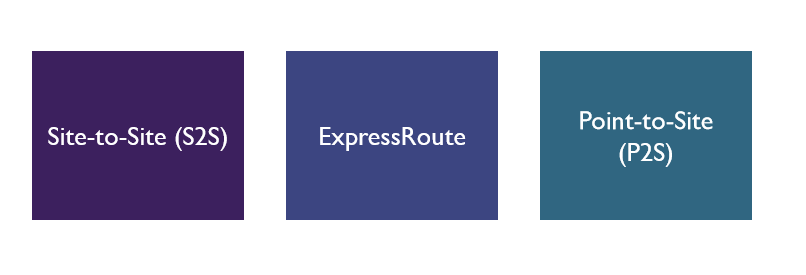 Site-to-Site (S2S)
ExpressRoute
Point-to-Site
(P2S)